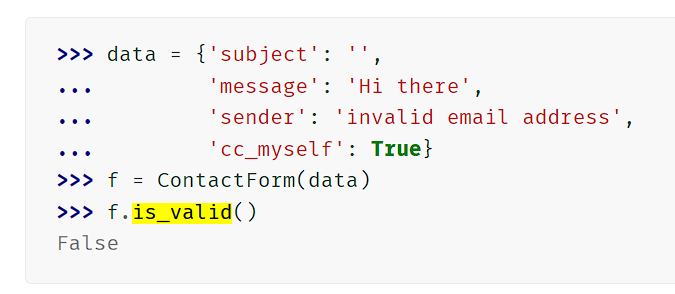 >>> data = {'subject': '',
...         'message': 'Hi there',
...         'sender': 'invalid email address',
...         'cc_myself': True}
>>> f = ContactForm(data)
>>> f.is_valid()
False